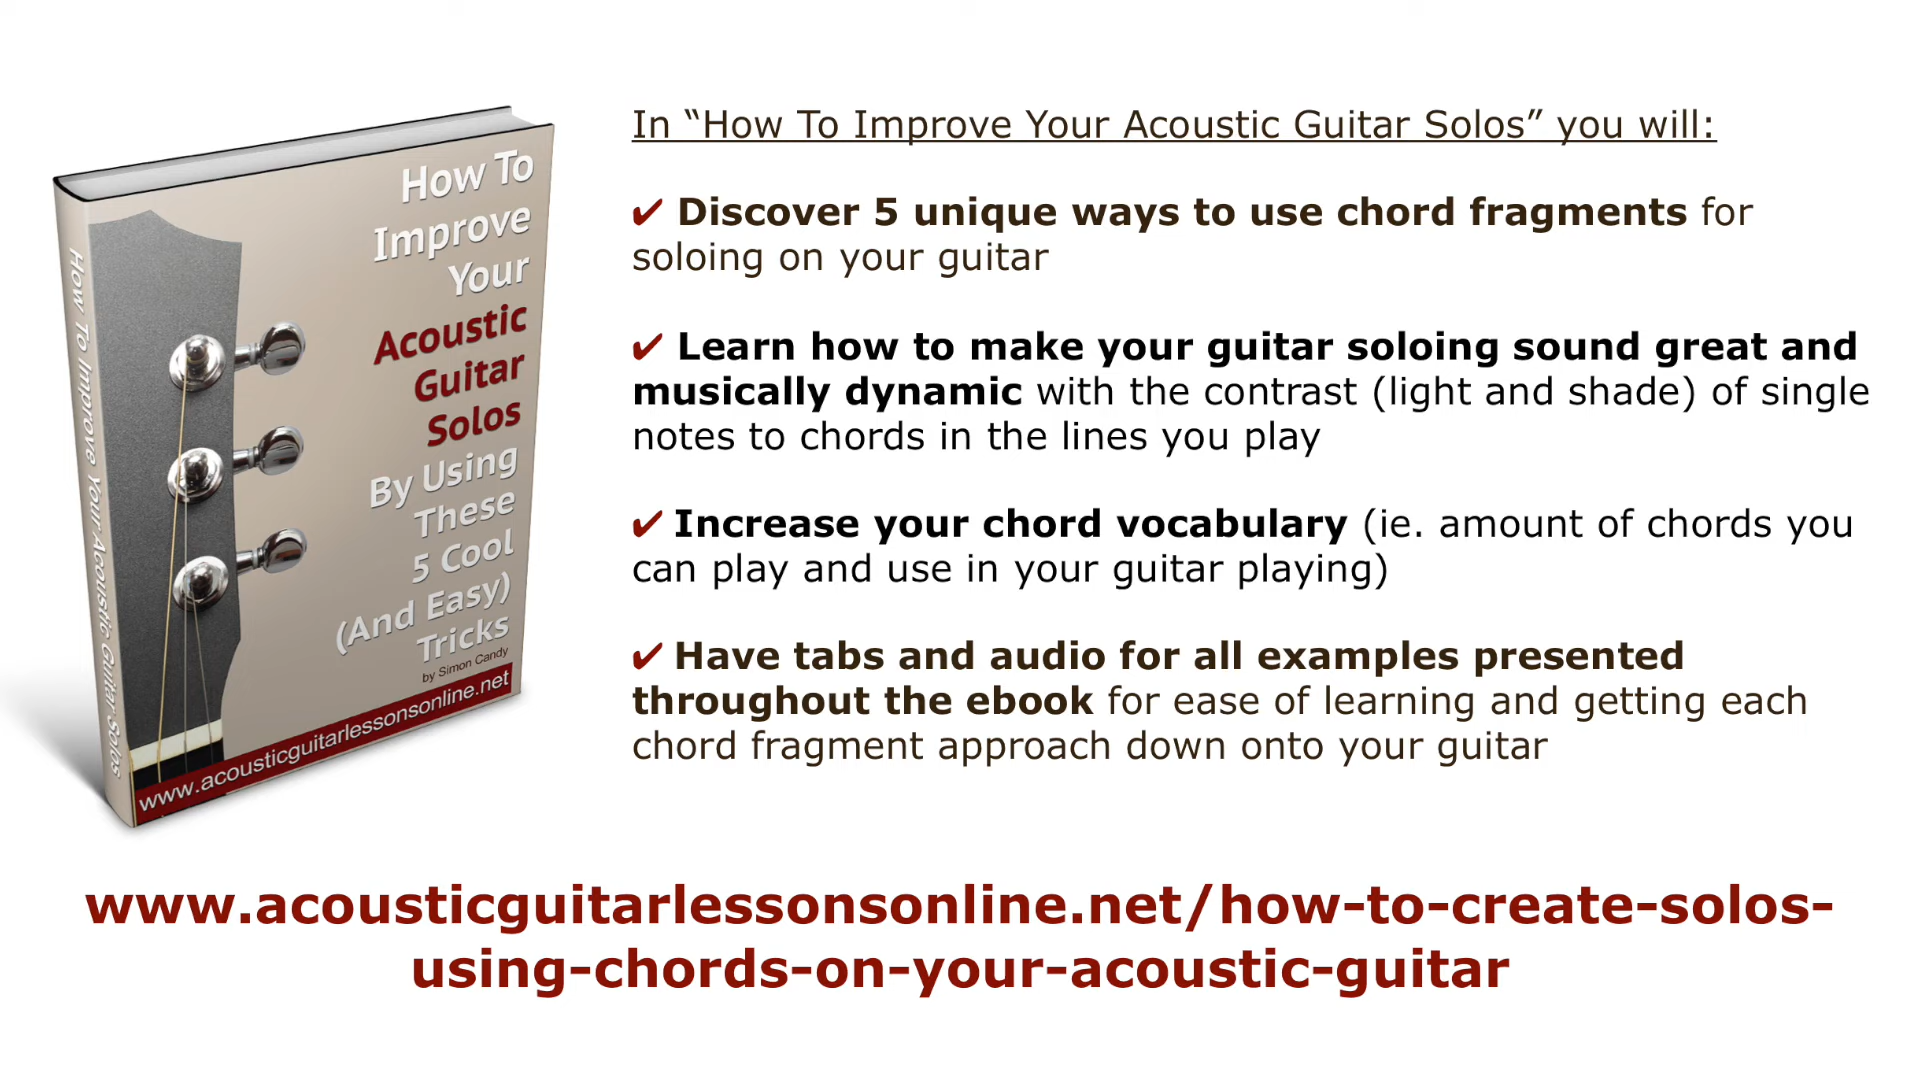 How To
Improve
Your
Acoustic
Guitar
Solos
By Using
These
5 Cool
(And Easy)
Tricks
by Simon Candy
www.acousticguitarlessonsonline.net
How To Improve Your Acoustic Guitar Solos
In “How To Improve Your Acoustic Guitar Solos” you will:
✔ Discover 5 unique ways to use chord fragments for
soloing on your guitar
✔ Learn how to make your guitar soloing sound great and
musically dynamic with the contrast (light and shade) of single
notes to chords in the lines you play
✔ Increase your chord vocabulary (ie. amount of chords you
can play and use in your guitar playing)
✔ Have tabs and audio for all examples presented
throughout the ebook for ease of learning and getting each
chord fragment approach down onto your guitar
www.acousticguitarlessonsonline.net/how-to-create-solos-
using-chords-on-your-acoustic-guitar